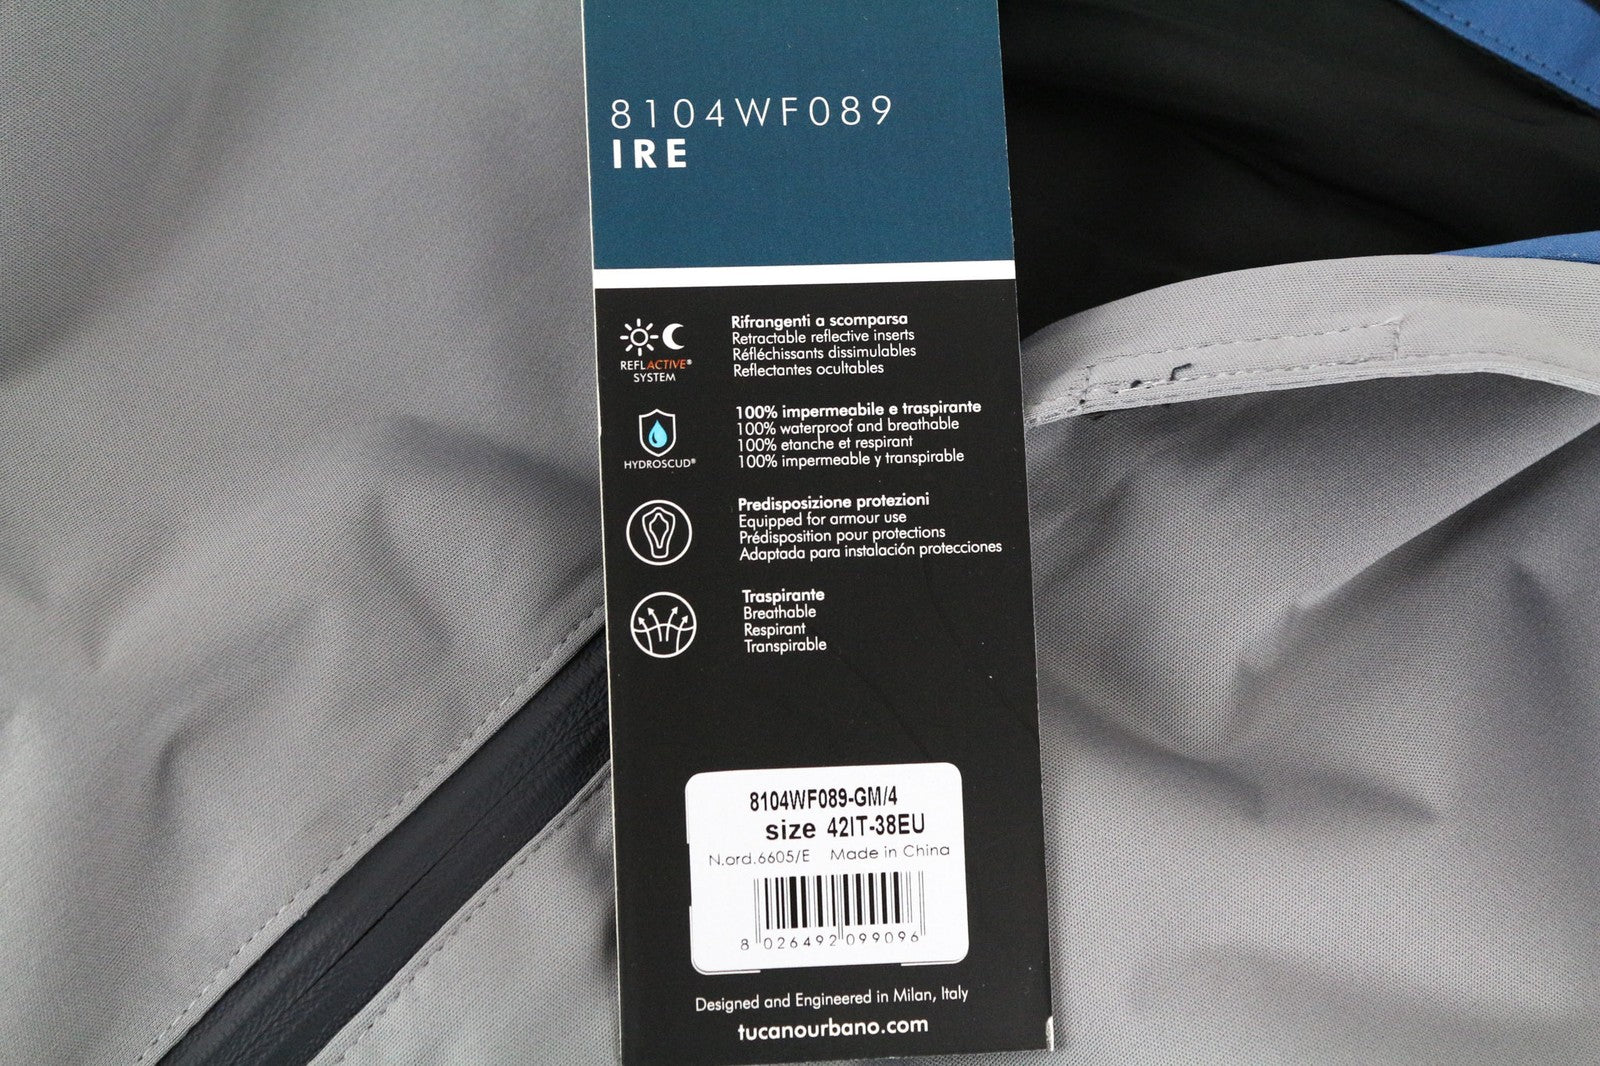 8104WF089
IRE
REFLACTIVE®
SYSTEM
Rifrangenti a scomparsa
Retractable reflective inserts
Réfléchissants dissimulables
Reflectantes ocultables
HYDROSCUD®
100% impermeabile e traspirante
100% waterproof and breathable
100% etanche et respirant
100% impermeable y transpirable
Predisposizione protezioni
Equipped for armour use
Prédisposition pour protections
Adaptada para instalación protecciones
Traspirante
Breathable
Respirant
Transpirable
8104WF089-GM/4
size 42IT-38EU
N.ord.6605/E Made in China
8 026492 099096
Designed and Engineered in Milan, Italy
tucanourbano.com